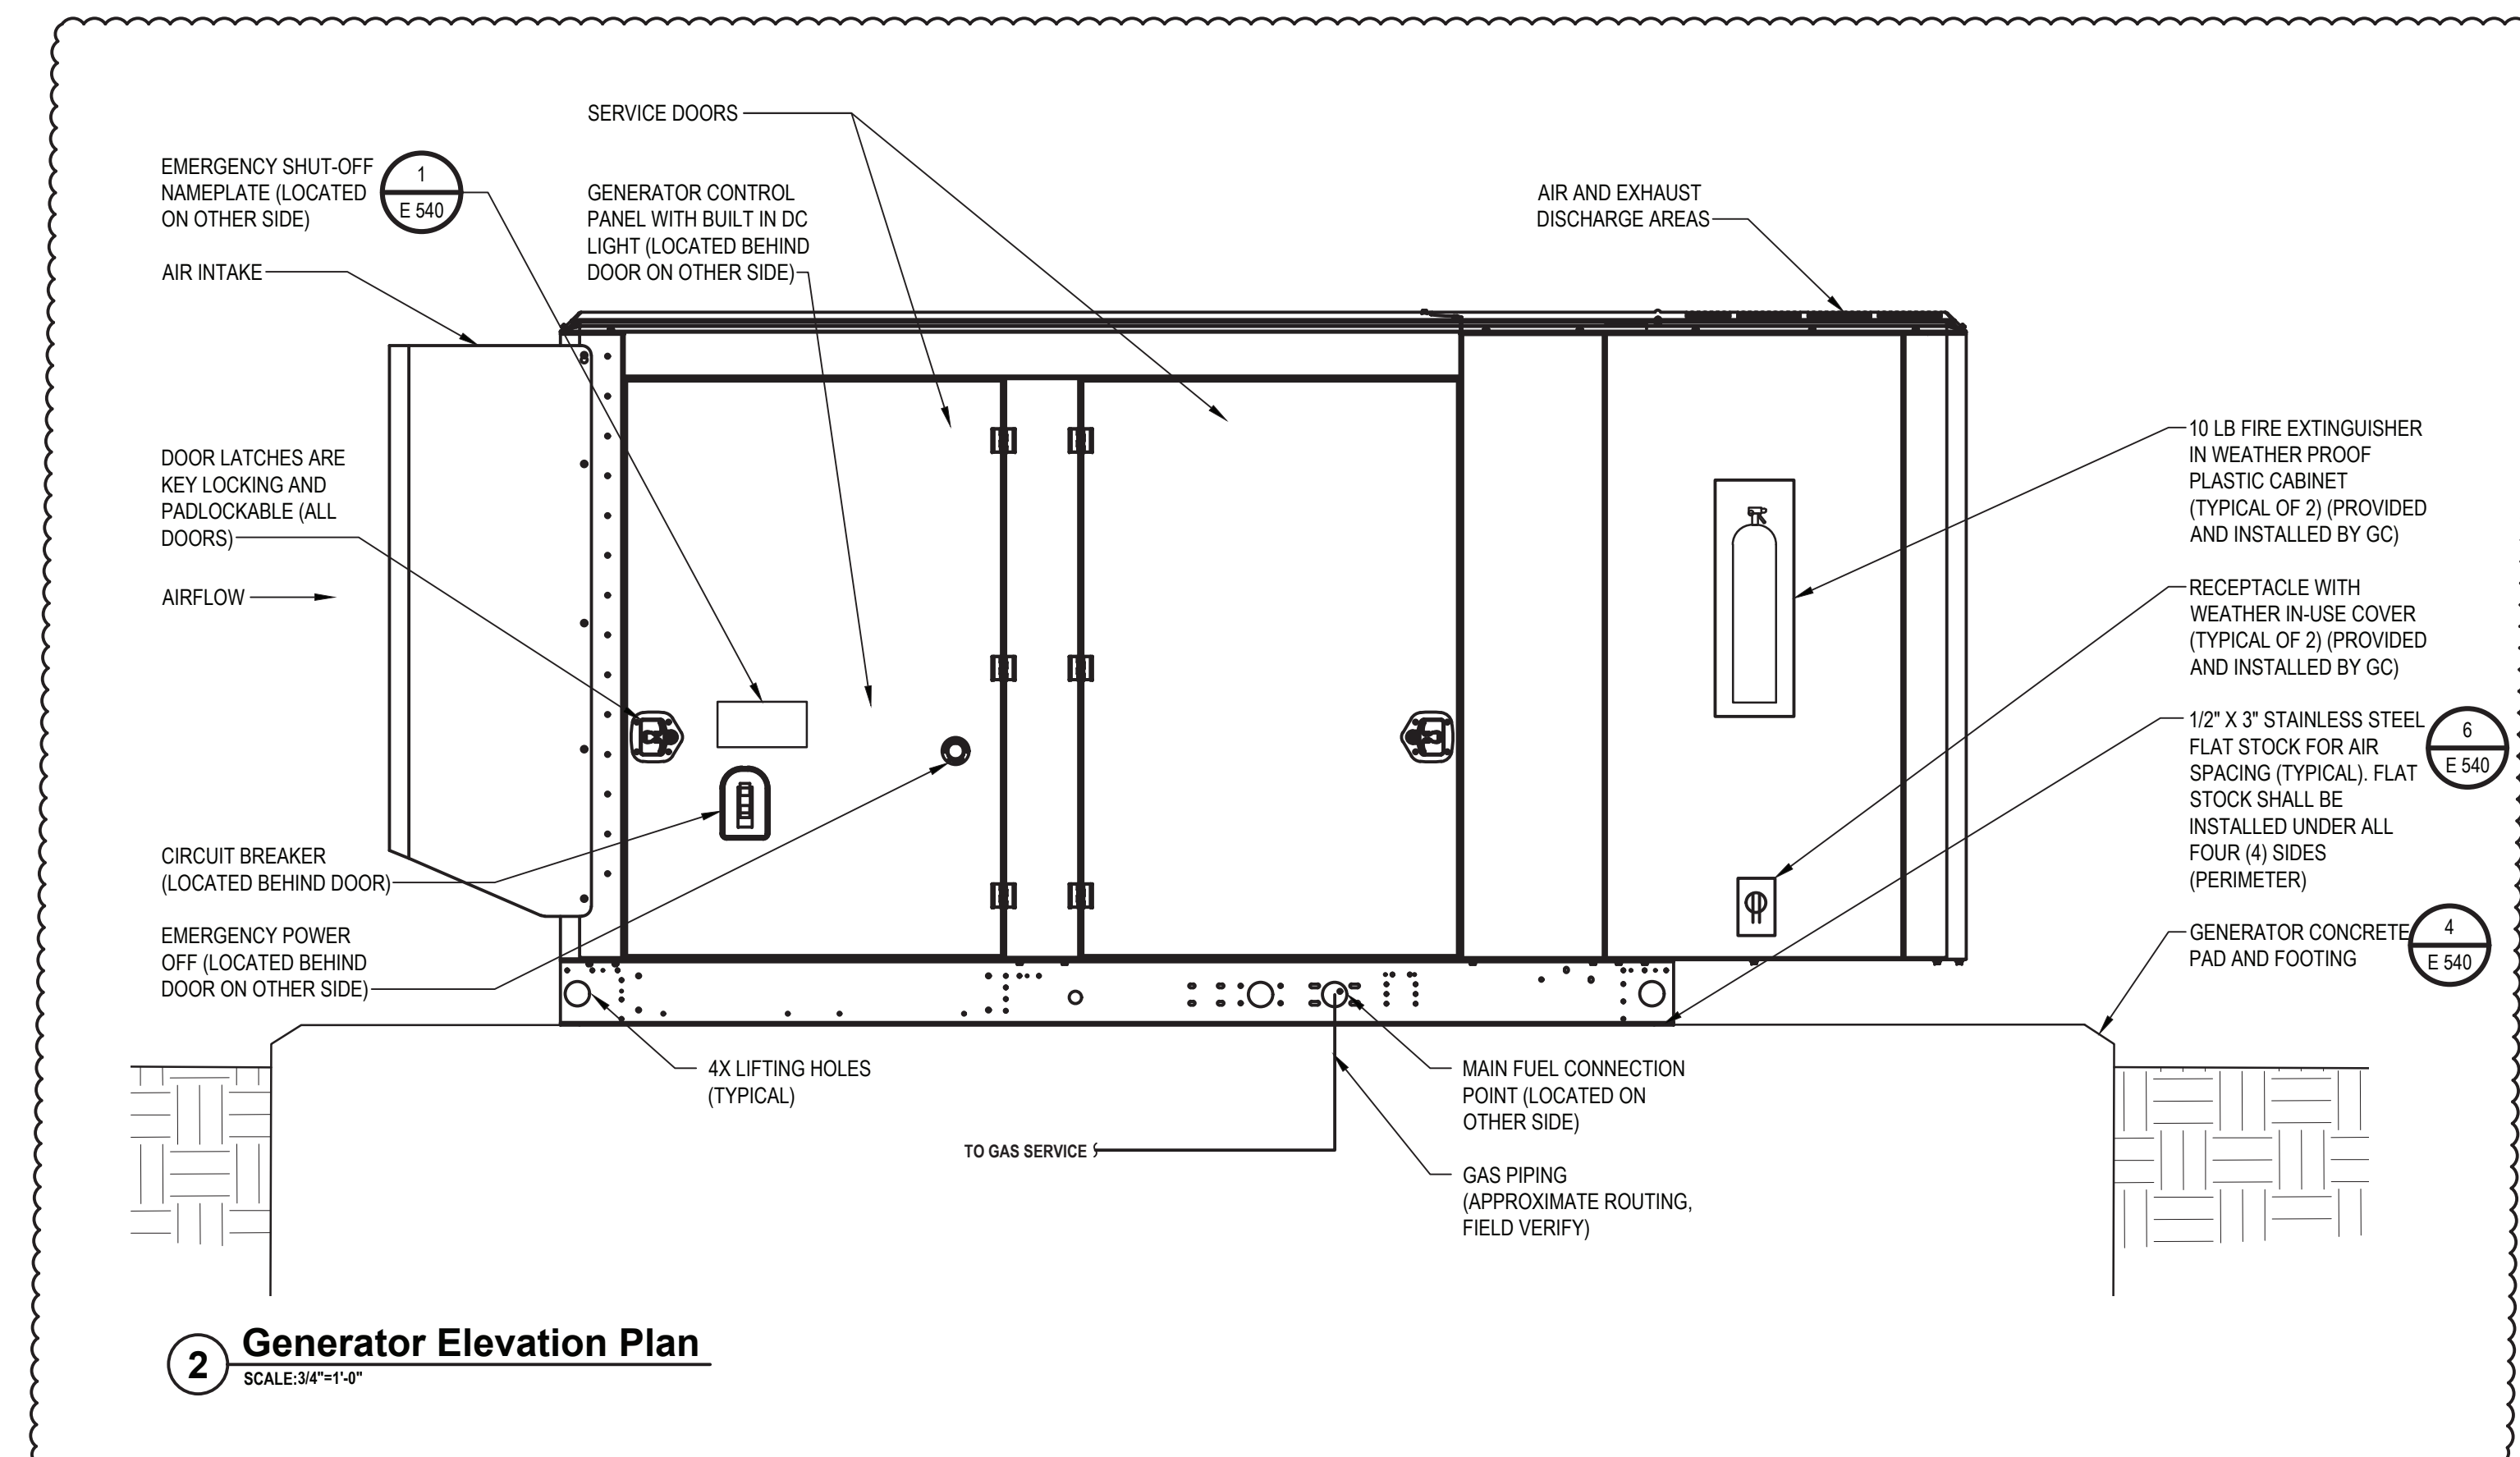 SERVICE DOORS
EMERGENCY SHUT-OFF
NAMEPLATE (LOCATED
ON OTHER SIDE)
1
E 540
GENERATOR CONTROL
PANEL WITH BUILT IN DC
LIGHT (LOCATED BEHIND
DOOR ON OTHER SIDE)
AIR AND EXHAUST
DISCHARGE AREAS
AIR INTAKE
DOOR LATCHES ARE
KEY LOCKING AND
PADLOCKABLE (ALL
DOORS)
AIRFLOW
CIRCUIT BREAKER
(LOCATED BEHIND DOOR)
EMERGENCY POWER
OFF (LOCATED BEHIND
DOOR ON OTHER SIDE)
10 LB FIRE EXTINGUISHER
IN WEATHER PROOF
PLASTIC CABINET
(TYPICAL OF 2) (PROVIDED
AND INSTALLED BY GC)
RECEPTACLE WITH
WEATHER IN-USE COVER
(TYPICAL OF 2) (PROVIDED
AND INSTALLED BY GC)
1/2" X 3" STAINLESS STEEL
FLAT STOCK FOR AIR
SPACING (TYPICAL). FLAT
STOCK SHALL BE
INSTALLED UNDER ALL
FOUR (4) SIDES
(PERIMETER)
6
E 540
GENERATOR CONCRETE
PAD AND FOOTING
4
E 540
4X LIFTING HOLES
(TYPICAL)
MAIN FUEL CONNECTION
POINT (LOCATED ON
OTHER SIDE)
TO GAS SERVICE
GAS PIPING
(APPROXIMATE ROUTING,
FIELD VERIFY)
2
Generator Elevation Plan
SCALE:3/4"=1'-0"